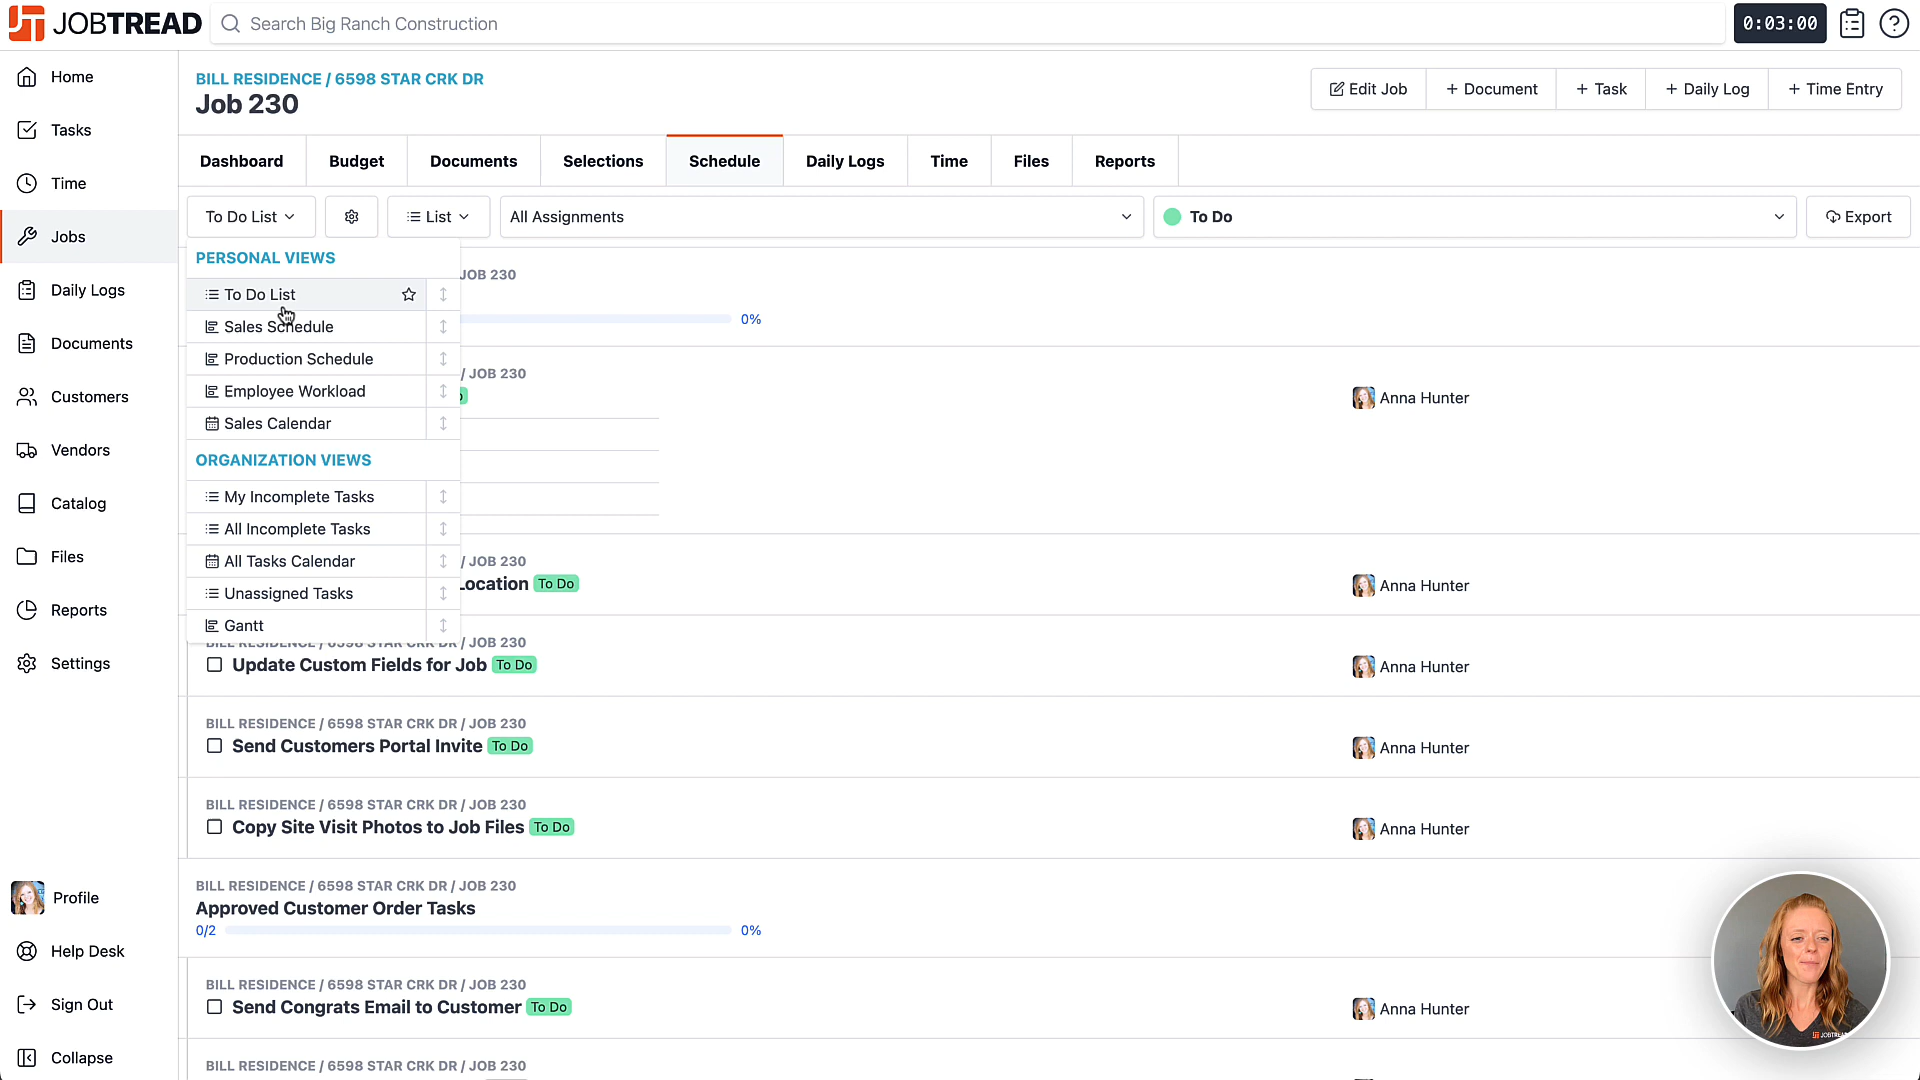 JOBTREAD
Search Big Ranch Construction
0:03:00
Home
Tasks
Time
Jobs
Daily Logs
Documents
Customers
Vendors
Catalog
Files
Reports
Settings
Profile
Help Desk
Sign Out
Collapse
BILL RESIDENCE / 6598 STAR CRK DR
Job 230
Edit Job
+ Document
+ Task
+ Daily Log
+ Time Entry
Dashboard
Budget
Documents
Selections
Schedule
Daily Logs
Time
Files
Reports
To Do List
List
All Assignments
To Do
Export
PERSONAL VIEWS
To Do List
Sales Schedule
Production Schedule
Employee Workload
Sales Calendar
ORGANIZATION VIEWS
My Incomplete Tasks
All Incomplete Tasks
All Tasks Calendar
Unassigned Tasks
Gantt
JOB 230
0%
/ JOB 230
Anna Hunter
/ JOB 230
Location To Do
Anna Hunter
BILL RESIDENCE / 6598 STAR CRK DR / JOB 230
Update Custom Fields for Job To Do
Anna Hunter
BILL RESIDENCE / 6598 STAR CRK DR / JOB 230
Send Customers Portal Invite To Do
Anna Hunter
BILL RESIDENCE / 6598 STAR CRK DR / JOB 230
Copy Site Visit Photos to Job Files To Do
Anna Hunter
BILL RESIDENCE / 6598 STAR CRK DR / JOB 230
Approved Customer Order Tasks
0/2
0%
BILL RESIDENCE / 6598 STAR CRK DR / JOB 230
Send Congrats Email to Customer To Do
Anna Hunter
BILL RESIDENCE / 6598 STAR CRK DR / JOB 230